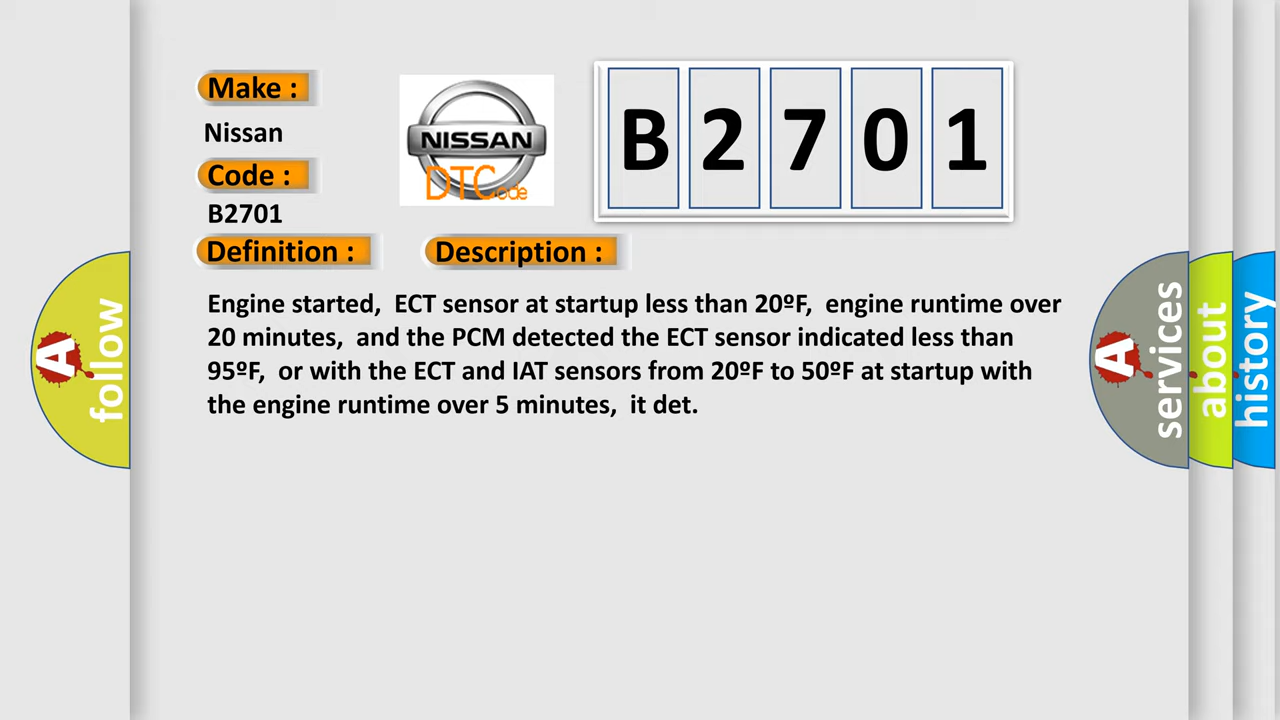 Make :
Nissan
Code :
B2701
Definition :
Description :
NISSAN
DTCode
B 2 7 0 1
Engine started,  ECT sensor at startup less than 20ºF,  engine runtime over
20 minutes,  and the PCM detected the ECT sensor indicated less than
95ºF,  or with the ECT and IAT sensors from 20ºF to 50ºF at startup with
the engine runtime over 5 minutes,  it det.
A follow
A services
about
history